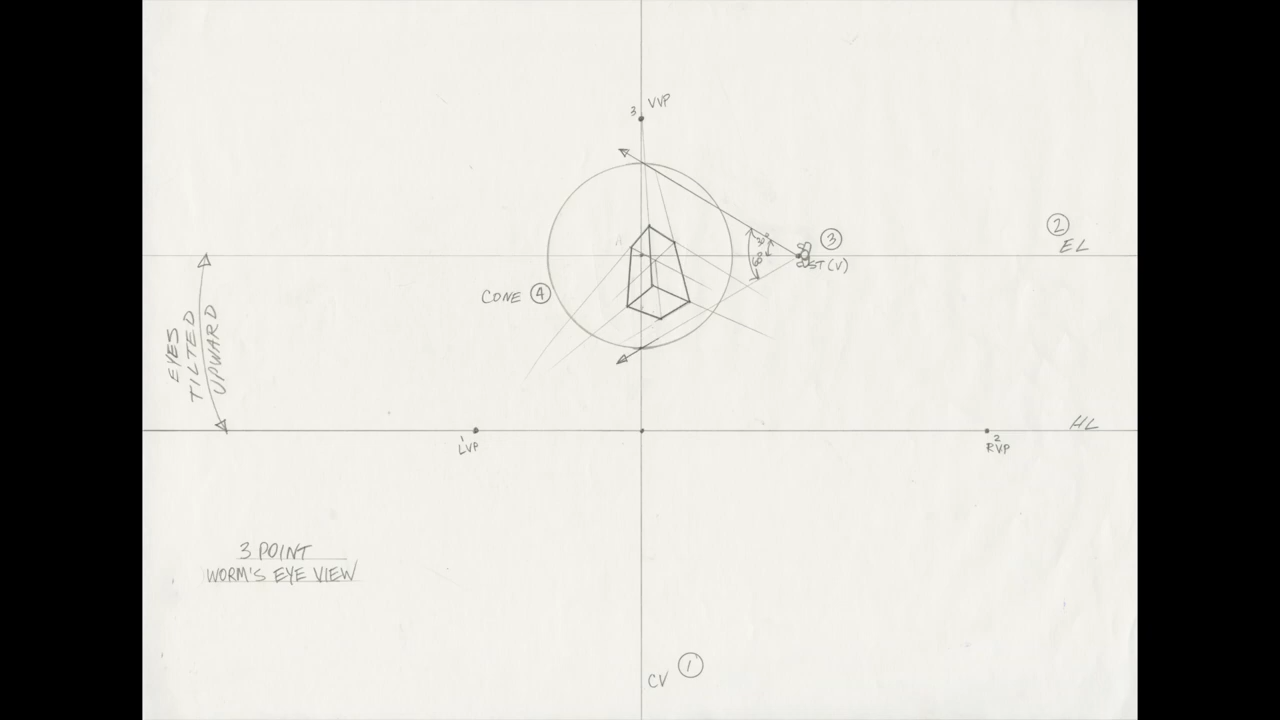 3 VVP
② EL
③
ST (V)
30°
60°
CONE ④
EYES
TILTED
UPWARD
HL
1
LVP
2
RVP
3 POINT
WORM'S EYE VIEW
CV ①